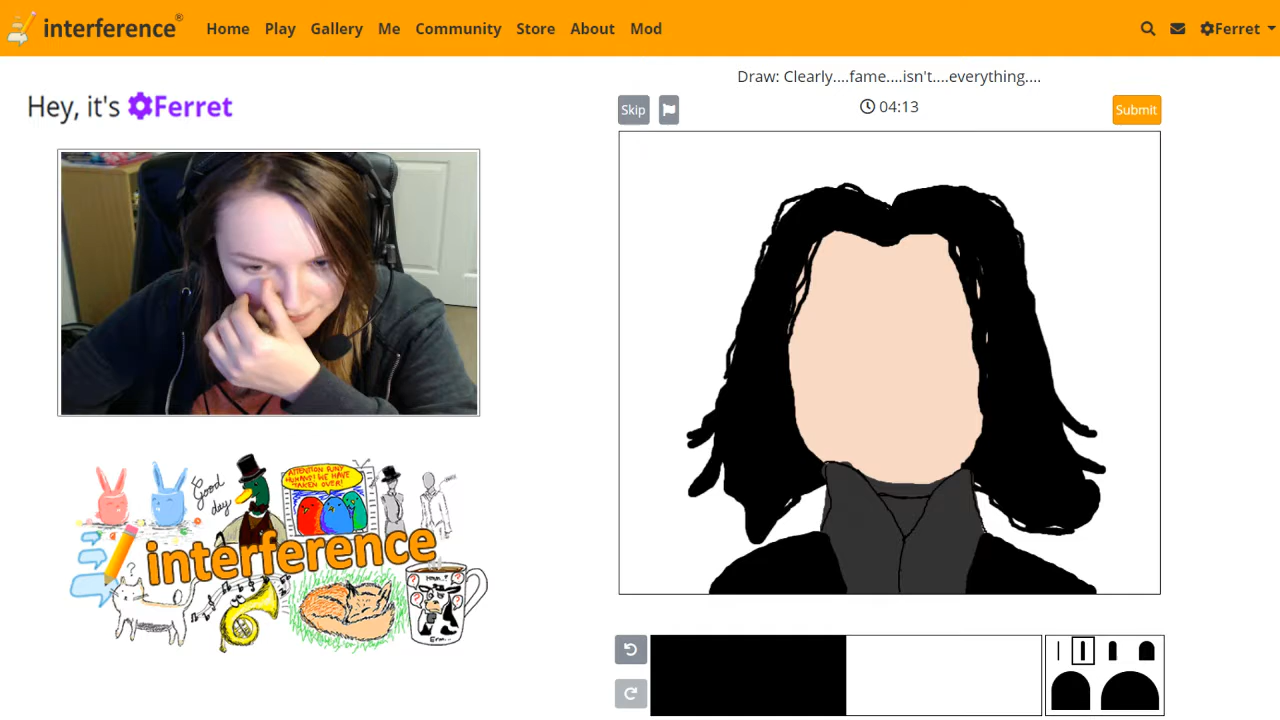 interference®
Home Play Gallery Me Community Store About Mod
Ferret
Draw: Clearly....fame....isn't....everything....
Hey, it's Ferret
Skip
04:13
Submit
Good day
ATTENTION PUNY HUMANS! WE HAVE TAKEN OVER!
interference
Erm...